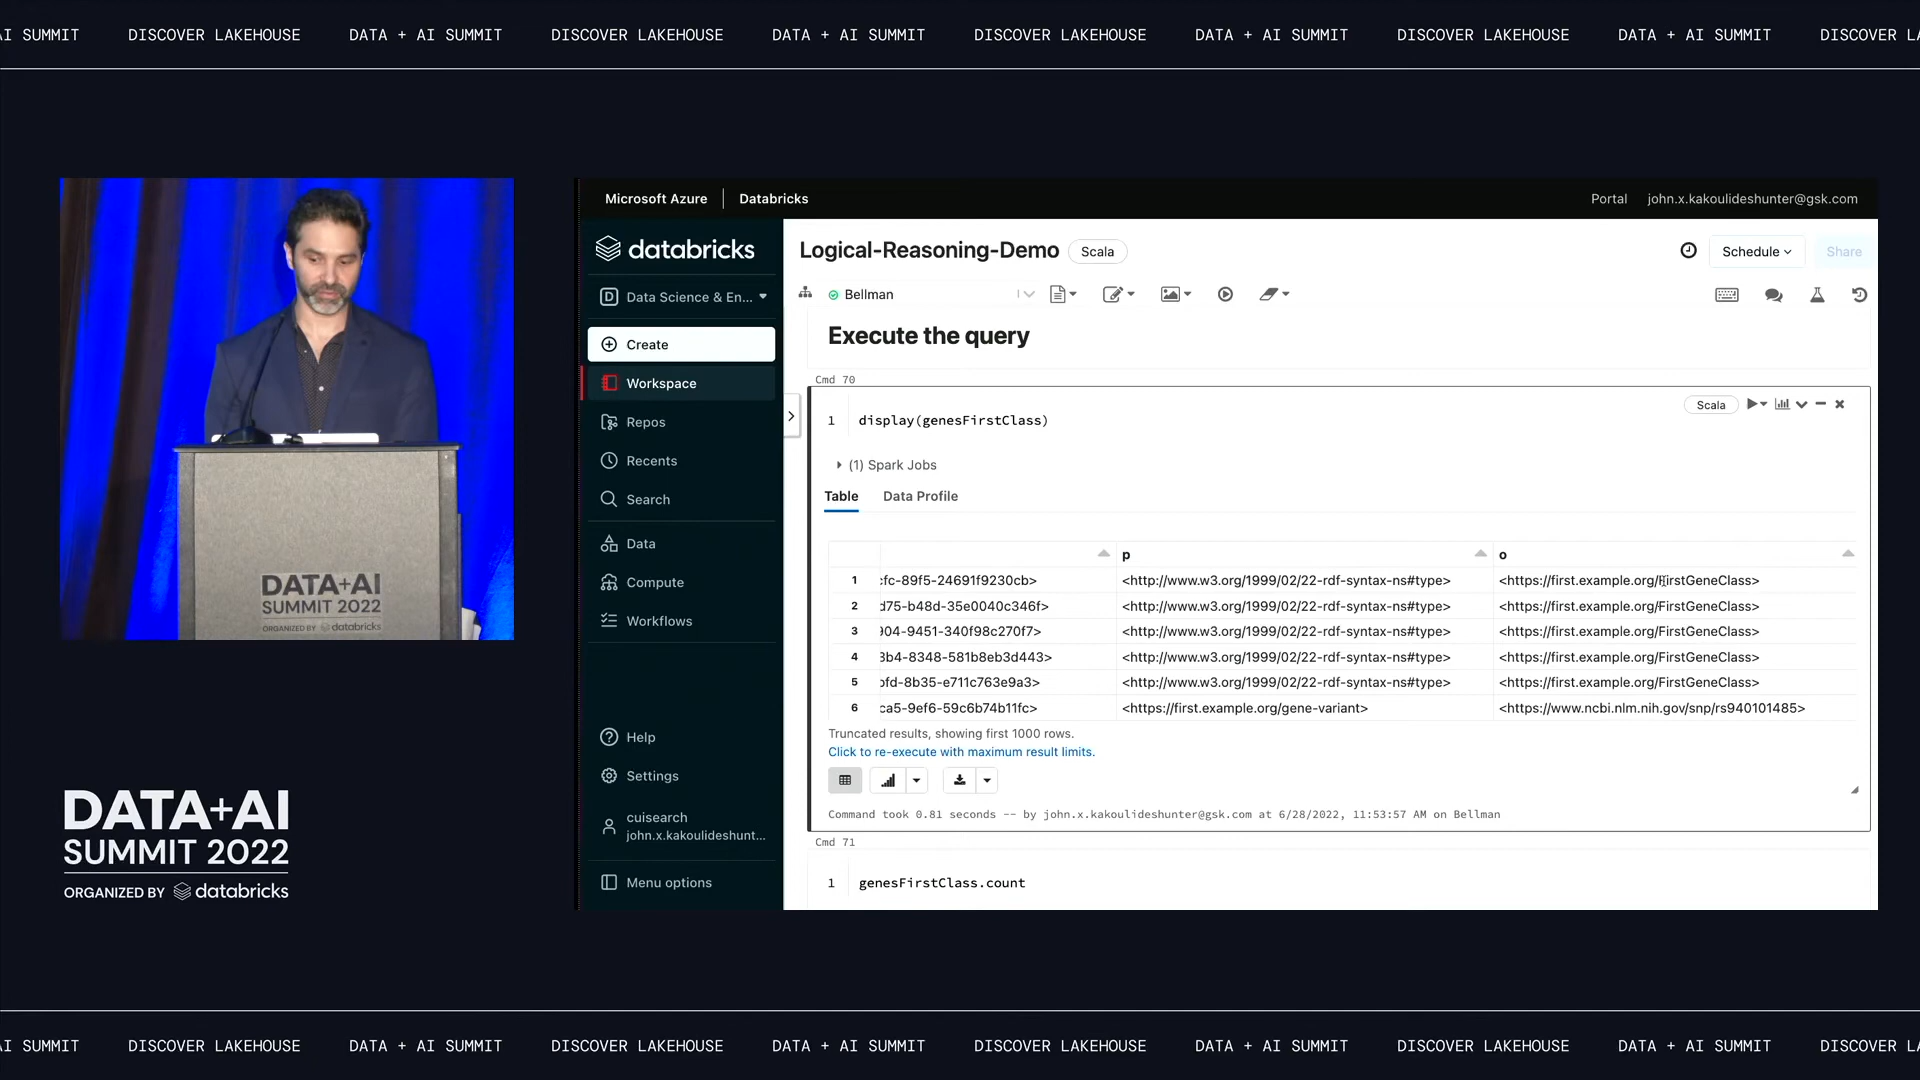 AI SUMMIT DISCOVER LAKEHOUSE DATA + AI SUMMIT DISCOVER LAKEHOUSE DATA + AI SUMMIT DISCOVER LAKEHOUSE DATA + AI SUMMIT DISCOVER LAKEHOUSE DATA + AI SUMMIT DISCOVER LA
DATA+AI
SUMMIT 2022
ORGANIZED BY databricks
DATA+AI
SUMMIT 2022
ORGANIZED BY databricks
Microsoft Azure Databricks Portal john.x.kakoulideshunter@gsk.com
databricks
Data Science & En...
Create
Workspace
Repos
Recents
Search
Data
Compute
Workflows
Help
Settings
cuisearch
john.x.kakoulideshunt...
Menu options
Logical-Reasoning-Demo Scala Schedule Share
Bellman
Execute the query
Cmd 70
Scala
1 display(genesFirstClass)
(1) Spark Jobs
Table Data Profile
p o
1 cfc-89f5-24691f9230cb> <http://www.w3.org/1999/02/22-rdf-syntax-ns#type> <https://first.example.org/FirstGeneClass>
2 d75-b48d-35e0040c346f> <http://www.w3.org/1999/02/22-rdf-syntax-ns#type> <https://first.example.org/FirstGeneClass>
3 904-9451-340f98c270f7> <http://www.w3.org/1999/02/22-rdf-syntax-ns#type> <https://first.example.org/FirstGeneClass>
4 3b4-8348-581b8eb3d443> <http://www.w3.org/1999/02/22-rdf-syntax-ns#type> <https://first.example.org/FirstGeneClass>
5 bfd-8b35-e711c763e9a3> <http://www.w3.org/1999/02/22-rdf-syntax-ns#type> <https://first.example.org/FirstGeneClass>
6 ca5-9ef6-59c6b74b11fc> <https://first.example.org/gene-variant> <https://www.ncbi.nlm.nih.gov/snp/rs940101485>
Truncated results, showing first 1000 rows.
Click to re-execute with maximum result limits.
Command took 0.81 seconds -- by john.x.kakoulideshunter@gsk.com at 6/28/2022, 11:53:57 AM on Bellman
Cmd 71
1 genesFirstClass.count
AI SUMMIT DISCOVER LAKEHOUSE DATA + AI SUMMIT DISCOVER LAKEHOUSE DATA + AI SUMMIT DISCOVER LAKEHOUSE DATA + AI SUMMIT DISCOVER LAKEHOUSE DATA + AI SUMMIT DISCOVER LA